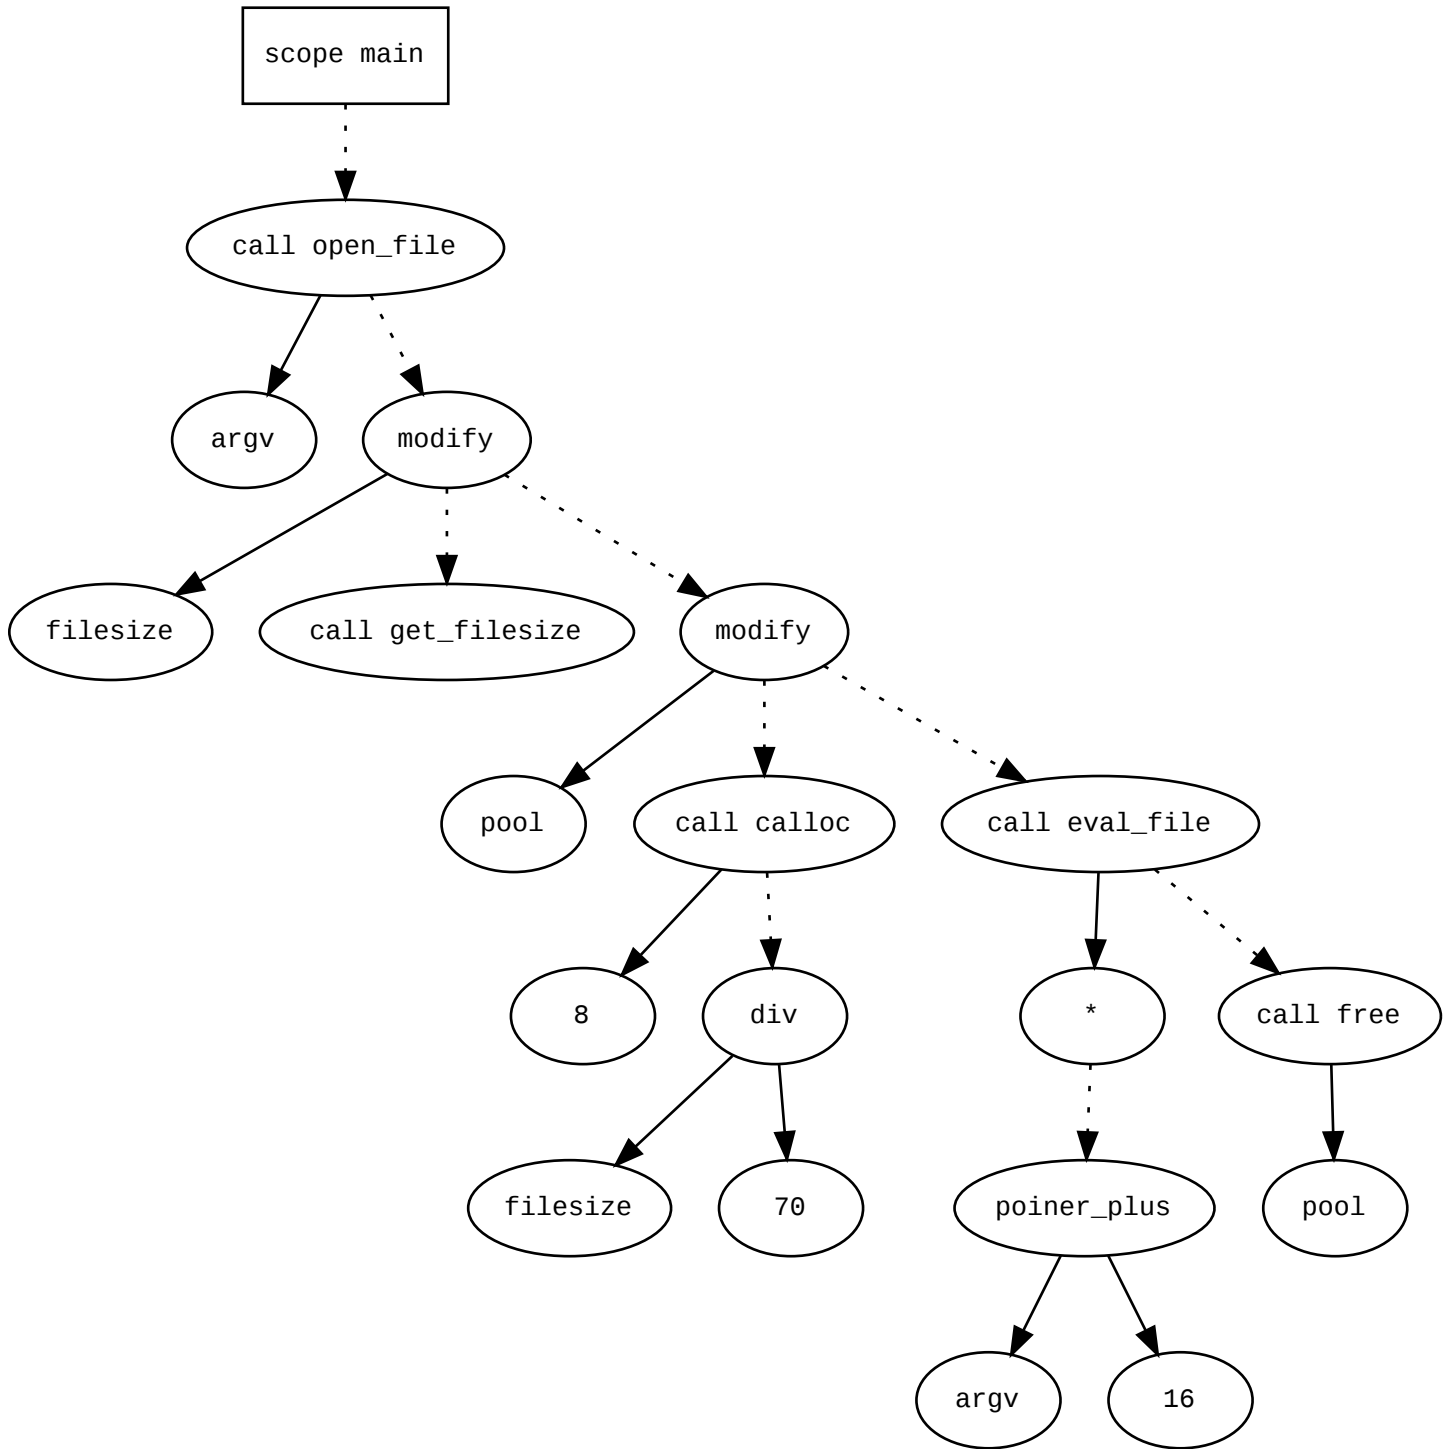 scope main
call open_file
argv
modify
filesize
call get_filesize
modify
pool
call calloc
call eval_file
8
div
*
call free
filesize
70
poiner_plus
pool
argv
16